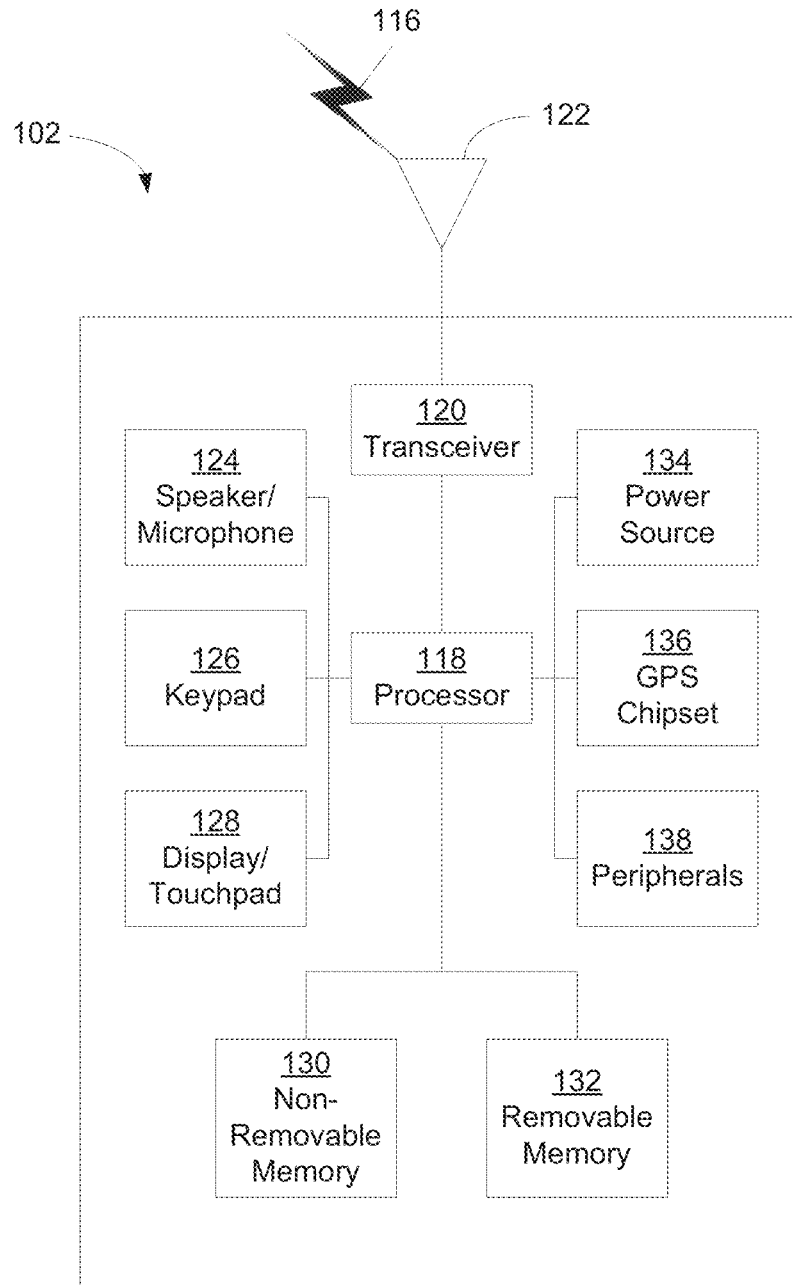 116
122
102
120
Transceiver
124
Speaker/
Microphone
134
Power
Source
126
Keypad
118
Processor
136
GPS
Chipset
128
Display/
Touchpad
138
Peripherals
130
Non-
Removable
Memory
132
Removable
Memory